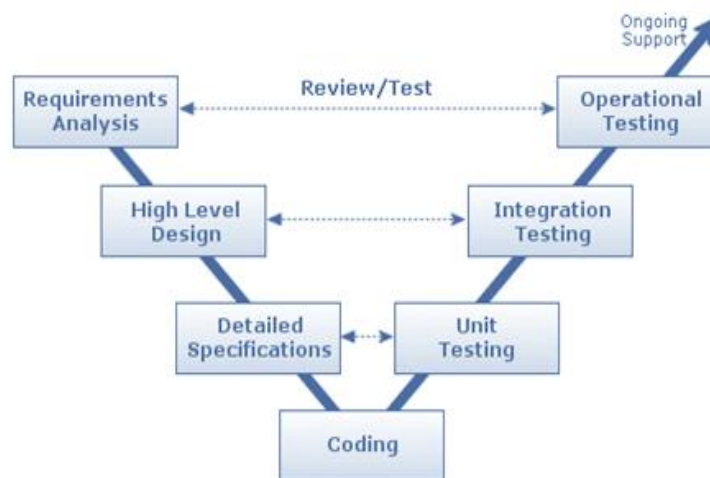 Ongoing
Support
Requirements
Analysis
Review/Test
Operational
Testing
High Level
Design
Integration
Testing
Detailed
Specifications
Unit
Testing
Coding